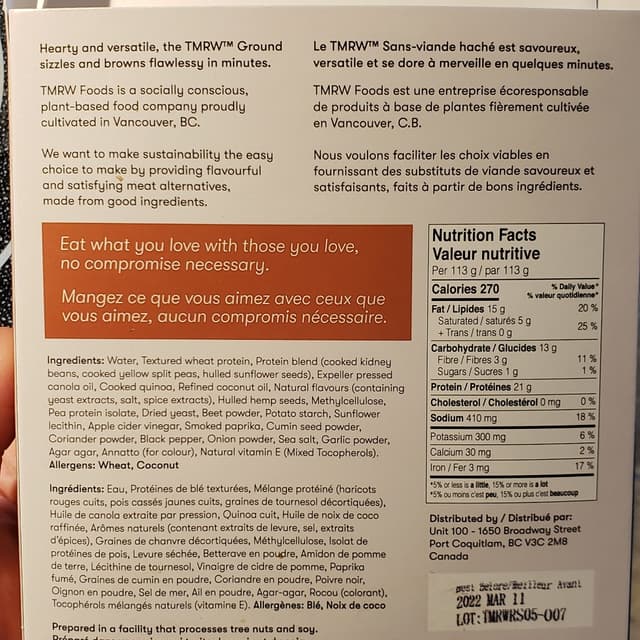 Hearty and versatile, the TMRW™ Ground
sizzles and browns flawlessy in minutes.
TMRW Foods is a socially conscious,
plant-based food company proudly
cultivated in Vancouver, BC.
We want to make sustainability the easy
choice to make by providing flavourful
and satisfying meat alternatives,
made from good ingredients.
Le TMRW™ Sans-viande haché est savoureux,
versatile et se dore à merveille en quelques minutes.
TMRW Foods est une entreprise écoresponsable
de produits à base de plantes fièrement cultivée
en Vancouver, C.B.
Nous voulons faciliter les choix viables en
fournissant des substituts de viande savoureux et
satisfaisants, faits à partir de bons ingrédients.
Eat what you love with those you love,
no compromise necessary.
Mangez ce que vous aimez avec ceux que
vous aimez, aucun compromis nécessaire.
Ingredients: Water, Textured wheat protein, Protein blend (cooked kidney
beans, cooked yellow split peas, hulled sunflower seeds), Expeller pressed
canola oil, Cooked quinoa, Refined coconut oil, Natural flavours (containing
yeast extracts, salt, spice extracts), Hulled hemp seeds, Methylcellulose,
Pea protein isolate, Dried yeast, Beet powder, Potato starch, Sunflower
lecithin, Apple cider vinegar, Smoked paprika, Cumin seed powder,
Coriander powder, Black pepper, Onion powder, Sea salt, Garlic powder,
Agar agar, Annatto (for colour), Natural vitamin E (Mixed Tocopherols).
Allergens: Wheat, Coconut
Ingrédients: Eau, Protéines de blé texturées, Mélange protéiné (haricots
rouges cuits, pois cassés jaunes cuits, graines de tournesol décortiquées),
Huile de canola extraite par pression, Quinoa cuit, Huile de noix de coco
raffinée, Arômes naturels (contenant extraits de levure, sel, extraits
d'épices), Graines de chanvre décortiquées, Méthylcellulose, Isolat de
protéines de pois, Levure séchée, Betterave en poudre, Amidon de pomme
de terre, Lécithine de tournesol, Vinaigre de cidre de pomme, Paprika
fumé, Graines de cumin en poudre, Coriandre en poudre, Poivre noir,
Oignon en poudre, Sel de mer, Ail en poudre, Agar-agar, Rocou (colorant),
Tocophérols mélangés naturels (vitamine E). Allergènes: Blé, Noix de coco
Prepared in a facility that processes tree nuts and soy.
Nutrition Facts
Valeur nutritive
Per 113 g / par 113 g
Calories 270
% Daily Value*
% valeur quotidienne*
Fat / Lipides 15 g 20 %
Saturated / saturés 5 g
+ Trans / trans 0 g 25 %
Carbohydrate / Glucides 13 g
Fibre / Fibres 3 g 11 %
Sugars / Sucres 1 g 1 %
Protein / Protéines 21 g
Cholesterol / Cholestérol 0 mg 0 %
Sodium 410 mg 18 %
Potassium 300 mg 6 %
Calcium 30 mg 2 %
Iron / Fer 3 mg 17 %
*5% or less is a little, 15% or more is a lot
*5% ou moins c'est peu, 15% ou plus c'est beaucoup
Distributed by / Distribué par:
Unit 100 - 1650 Broadway Street
Port Coquitlam, BC V3C 2M8
Canada
Best Before/Meilleur Avant
2022 MAR 11
LOT:TMRWRS05-007